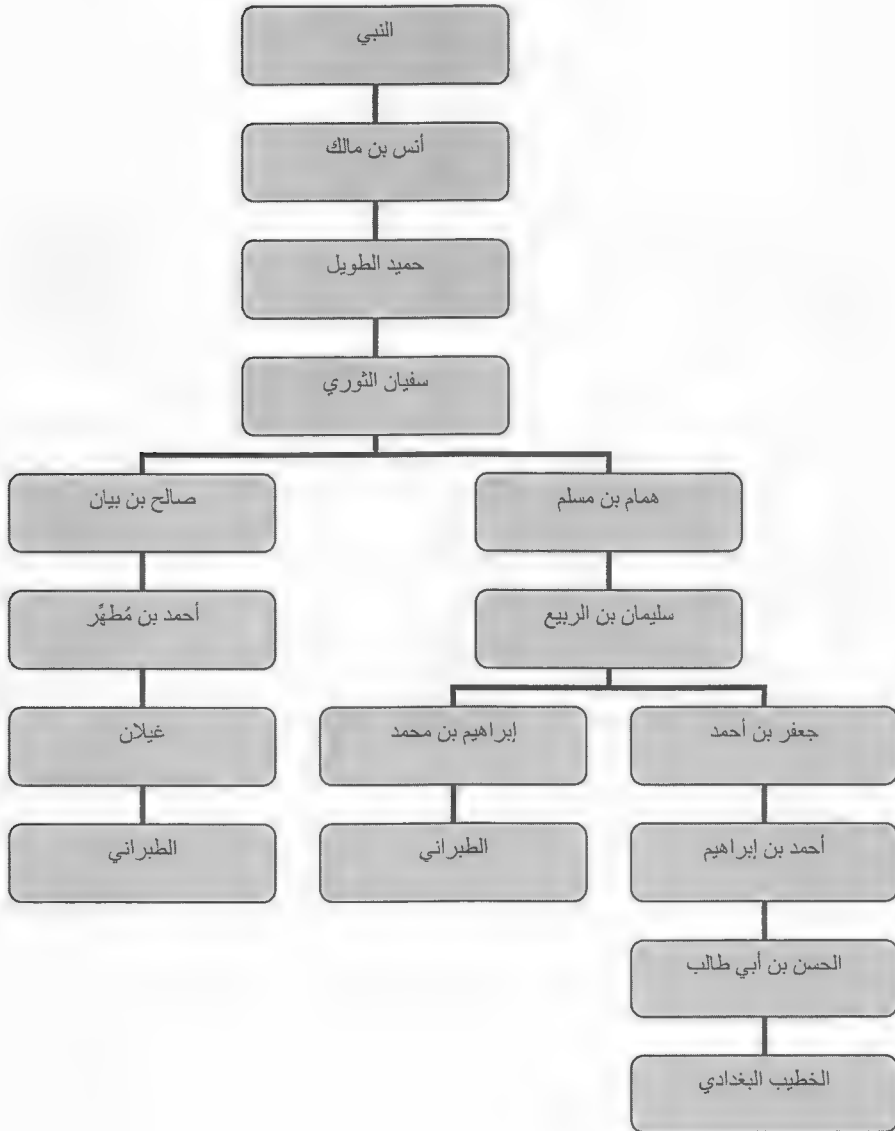 النبي
أنس بن مالك
حميد الطويل
سفيان الثوري
همام بن مسلم
صالح بن بيان
سليمان بن الربيع
أحمد بن مُطهَّر
جعفر بن أحمد
إبراهيم بن محمد
غيلان
أحمد بن إبراهيم
الطبراني
الطبراني
الحسن بن أبي طالب
الخطيب البغدادي